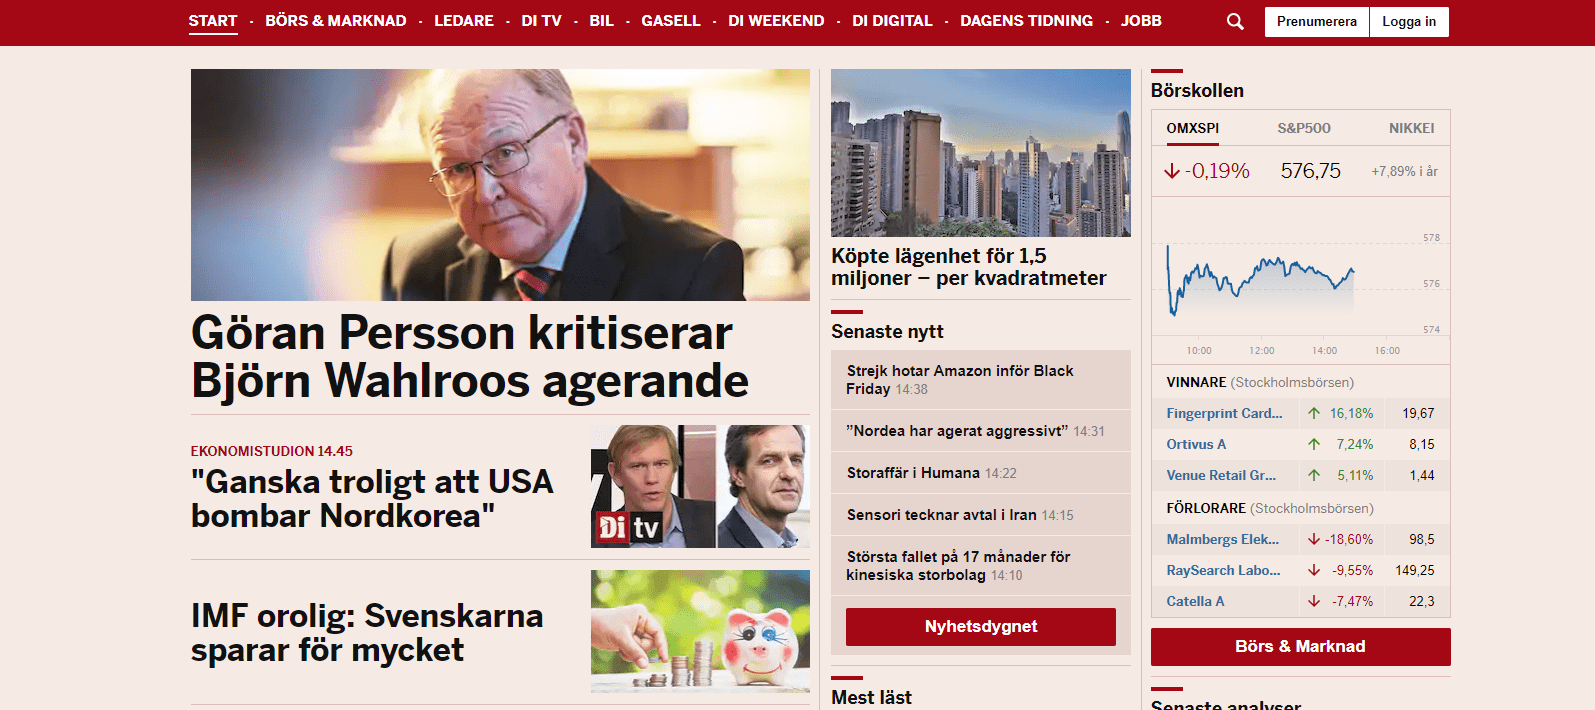 START · BÖRS & MARKNAD · LEDARE · DI TV · BIL · GASELL · DI WEEKEND · DI DIGITAL · DAGENS TIDNING · JOBB
Prenumerera
Logga in
Göran Persson kritiserar
Björn Wahlroos agerande
EKONOMISTUDION 14.45
"Ganska troligt att USA
bombar Nordkorea"
Di tv
IMF orolig: Svenskarna
sparar för mycket
Köpte lägenhet för 1,5
miljoner – per kvadratmeter
Senaste nytt
Strejk hotar Amazon inför Black
Friday 14:38
”Nordea har agerat aggressivt” 14:31
Storaffär i Humana 14:22
Sensori tecknar avtal i Iran 14:15
Största fallet på 17 månader för
kinesiska storbolag 14:10
Nyhetsdygnet
Mest läst
Börskollen
OMXSPI S&P500 NIKKEI
-0,19% 576,75 +7,89% i år
578
576
574
10:00 12:00 14:00 16:00
VINNARE (Stockholmsbörsen)
Fingerprint Card... 16,18% 19,67
Ortivus A 7,24% 8,15
Venue Retail Gr... 5,11% 1,44
FÖRLORARE (Stockholmsbörsen)
Malmbergs Elek... -18,60% 98,5
RaySearch Labo... -9,55% 149,25
Catella A -7,47% 22,3
Börs & Marknad
Senaste analyser